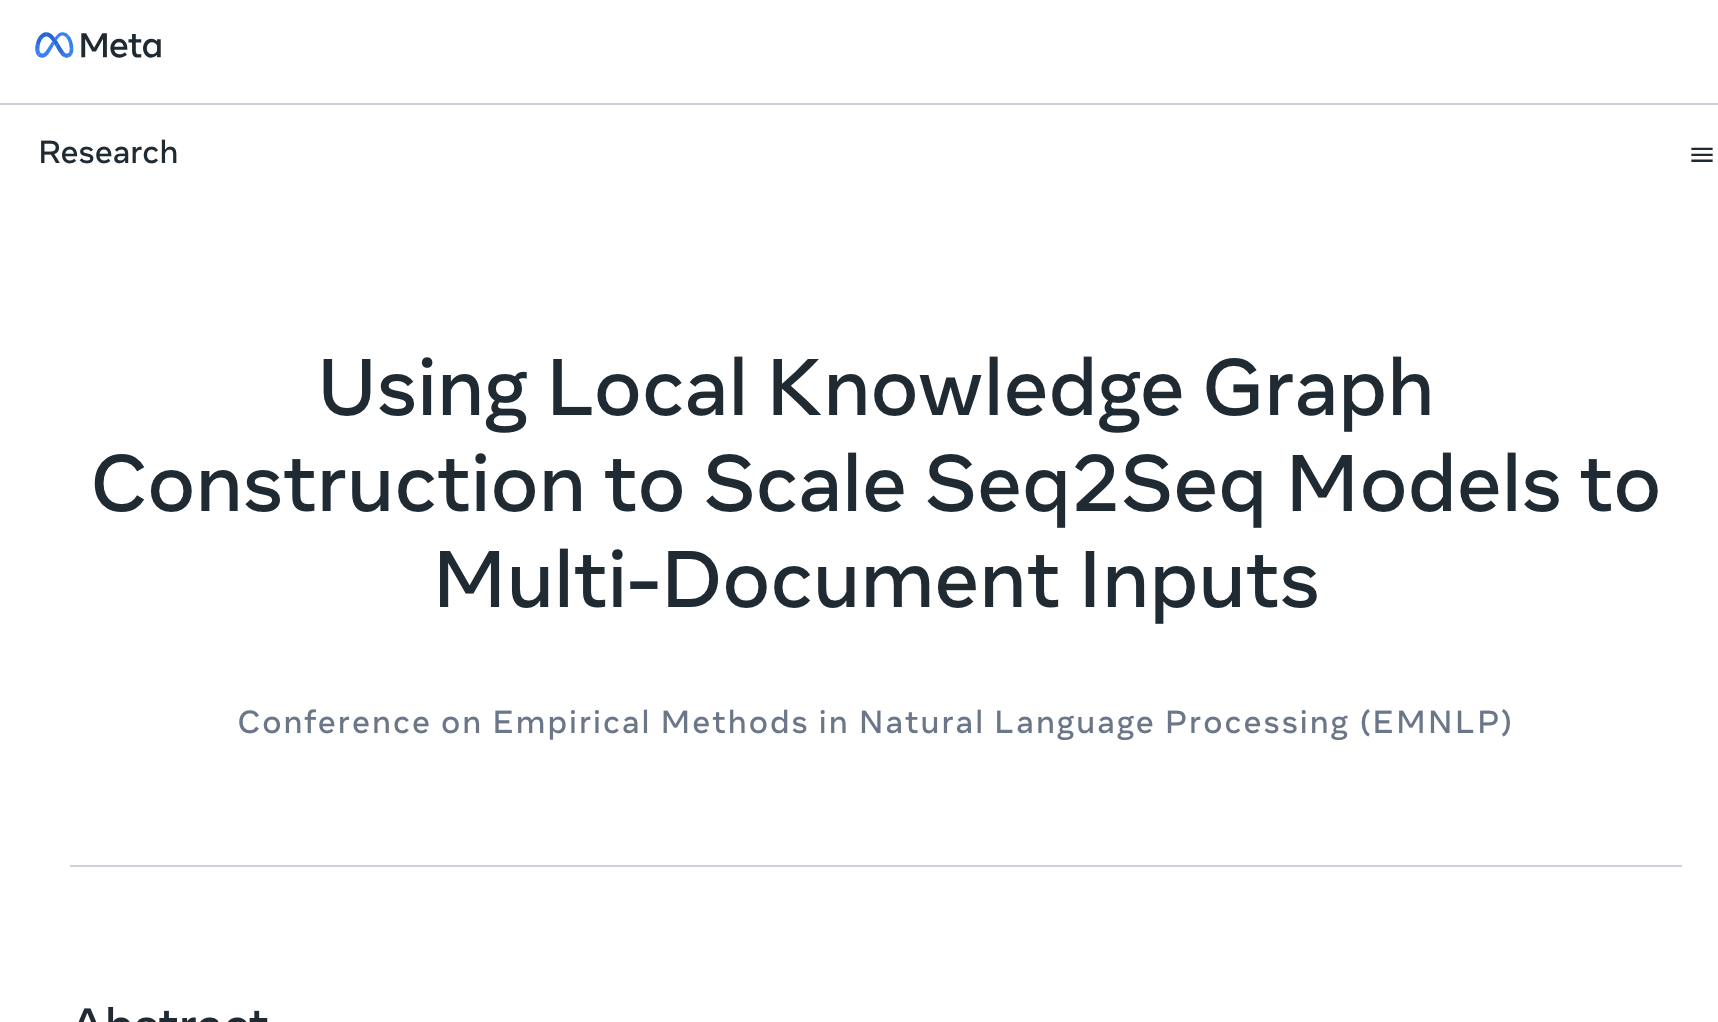 Meta
Research
Using Local Knowledge Graph
Construction to Scale Seq2Seq Models to
Multi-Document Inputs
Conference on Empirical Methods in Natural Language Processing (EMNLP)
Abstract